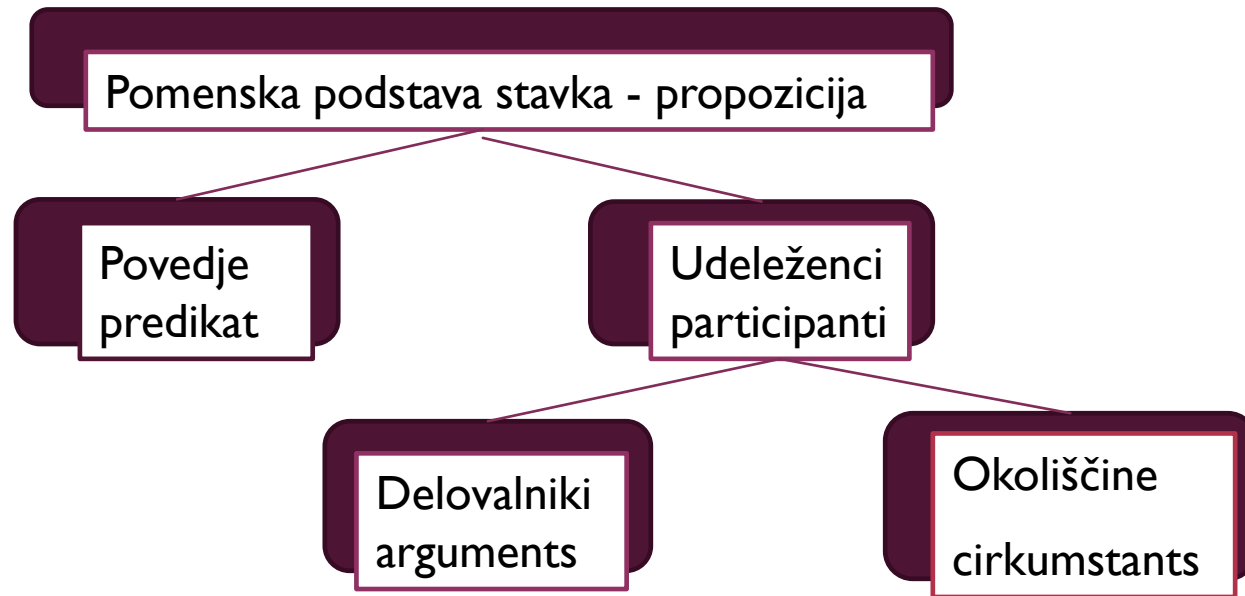 Pomenska podstava stavka - propozicija
Povedje
predikat
Udeleženci
participanti
Delovalniki
arguments
Okoliščine
cirkumstants